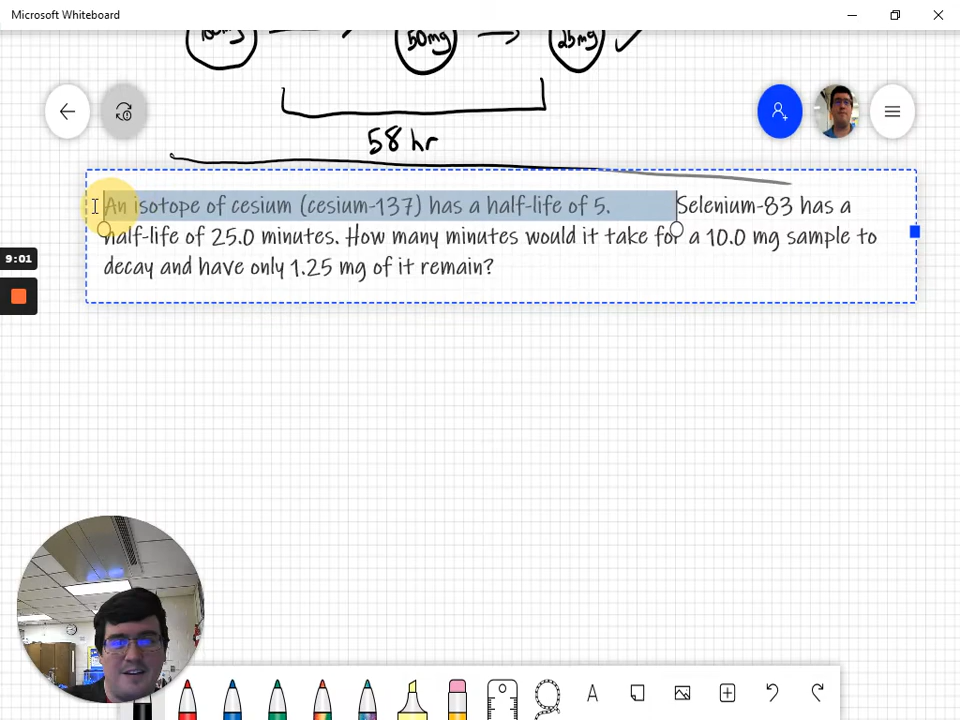 Microsoft Whiteboard
50mg
25mg
58 hr
An isotope of cesium (cesium-137) has a half-life of 5. Selenium-83 has a
half-life of 25.0 minutes. How many minutes would it take for a 10.0 mg sample to
decay and have only 1.25 mg of it remain?
9:01
A